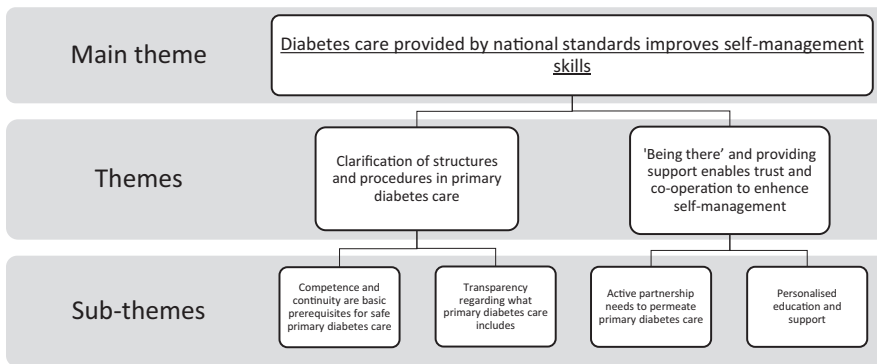 Main theme
Diabetes care provided by national standards improves self-management
skills
Themes
Clarification of structures
and procedures in primary
diabetes care
'Being there’ and providing
support enables trust and
co-operation to enhence
self-management
Sub-themes
Competence and
continuity are basic
prerequisites for safe
primary diabetes care
Transparency
regarding what
primary diabetes care
includes
Active partnership
needs to permeate
primary diabetes care
Personalised
education and
support